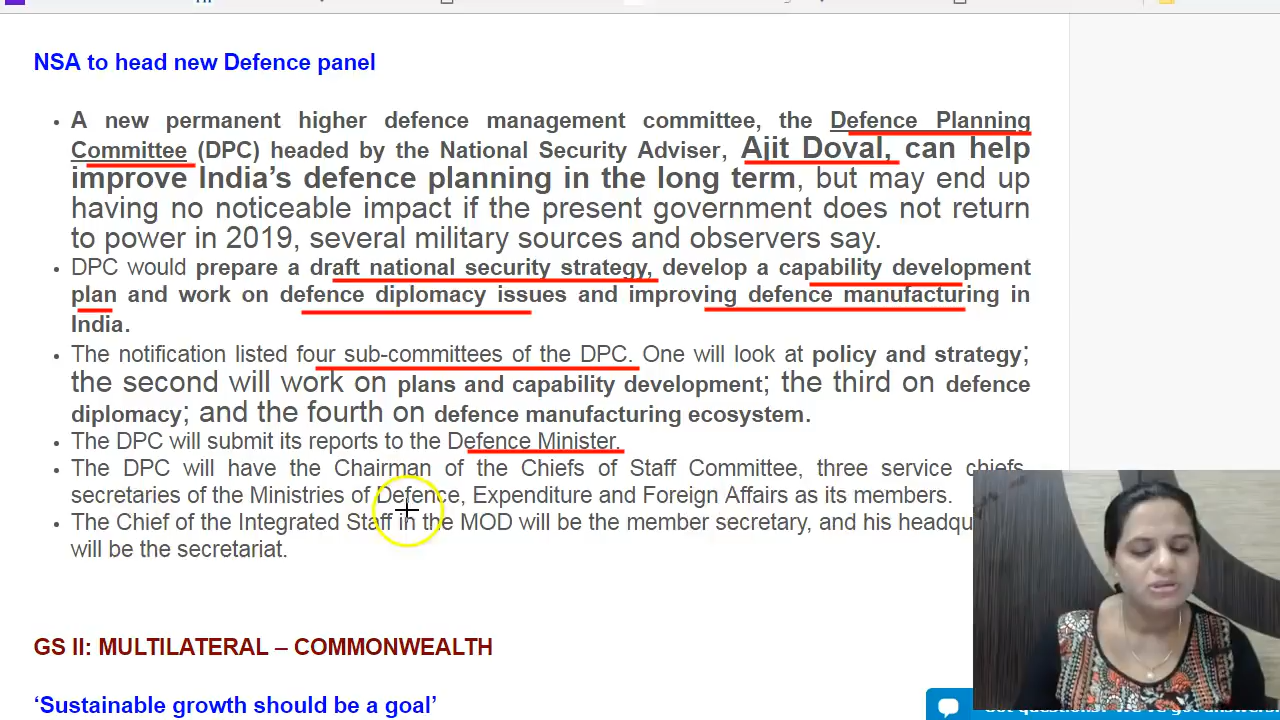 NSA to head new Defence panel
• A new permanent higher defence management committee, the Defence Planning
Committee (DPC) headed by the National Security Adviser, Ajit Doval, can help
improve India’s defence planning in the long term, but may end up
having no noticeable impact if the present government does not return
to power in 2019, several military sources and observers say.
• DPC would prepare a draft national security strategy, develop a capability development
plan and work on defence diplomacy issues and improving defence manufacturing in
India.
• The notification listed four sub-committees of the DPC. One will look at policy and strategy;
the second will work on plans and capability development; the third on defence
diplomacy; and the fourth on defence manufacturing ecosystem.
• The DPC will submit its reports to the Defence Minister.
• The DPC will have the Chairman of the Chiefs of Staff Committee, three service chiefs,
secretaries of the Ministries of Defence, Expenditure and Foreign Affairs as its members.
• The Chief of the Integrated Staff in the MOD will be the member secretary, and his
will be the secretariat.
GS II: MULTILATERAL – COMMONWEALTH
‘Sustainable growth should be a goal’